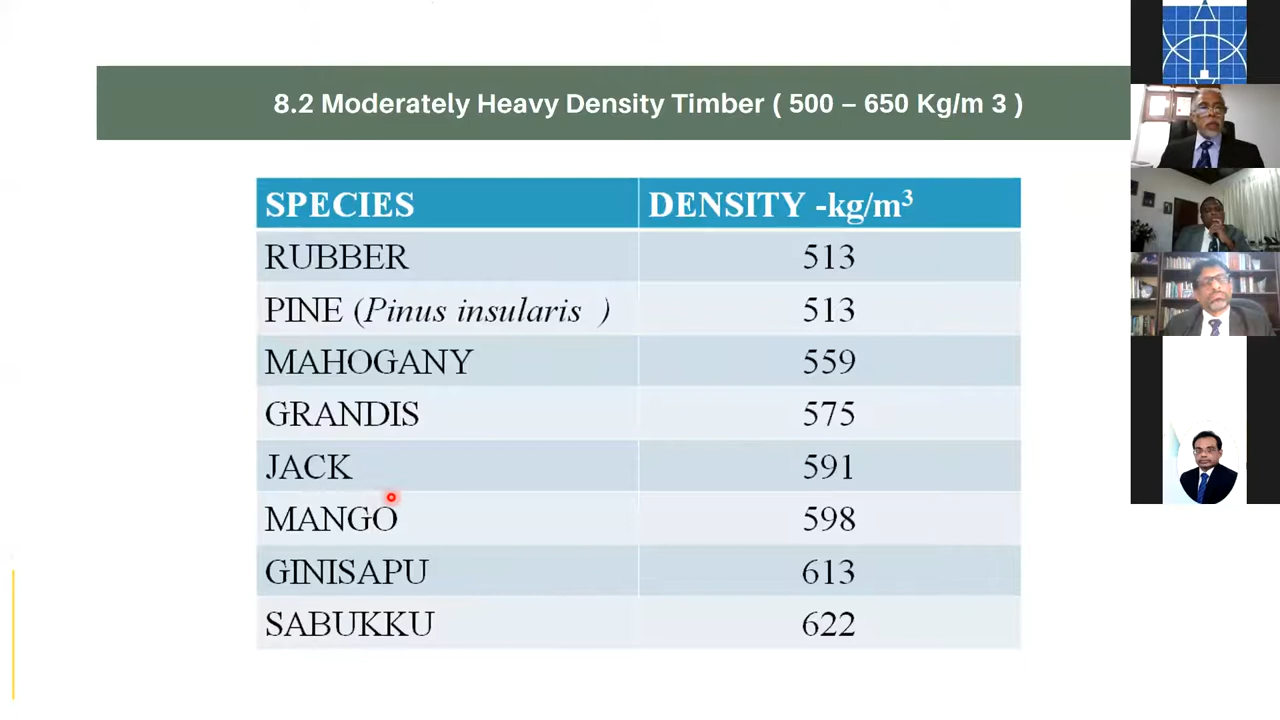 8.2 Moderately Heavy Density Timber ( 500 – 650 Kg/m 3 )
SPECIES DENSITY -kg/m³
RUBBER 513
PINE (Pinus insularis )  513
MAHOGANY 559
GRANDIS 575
JACK 591
MANGO 598
GINISAPU 613
SABUKKU 622